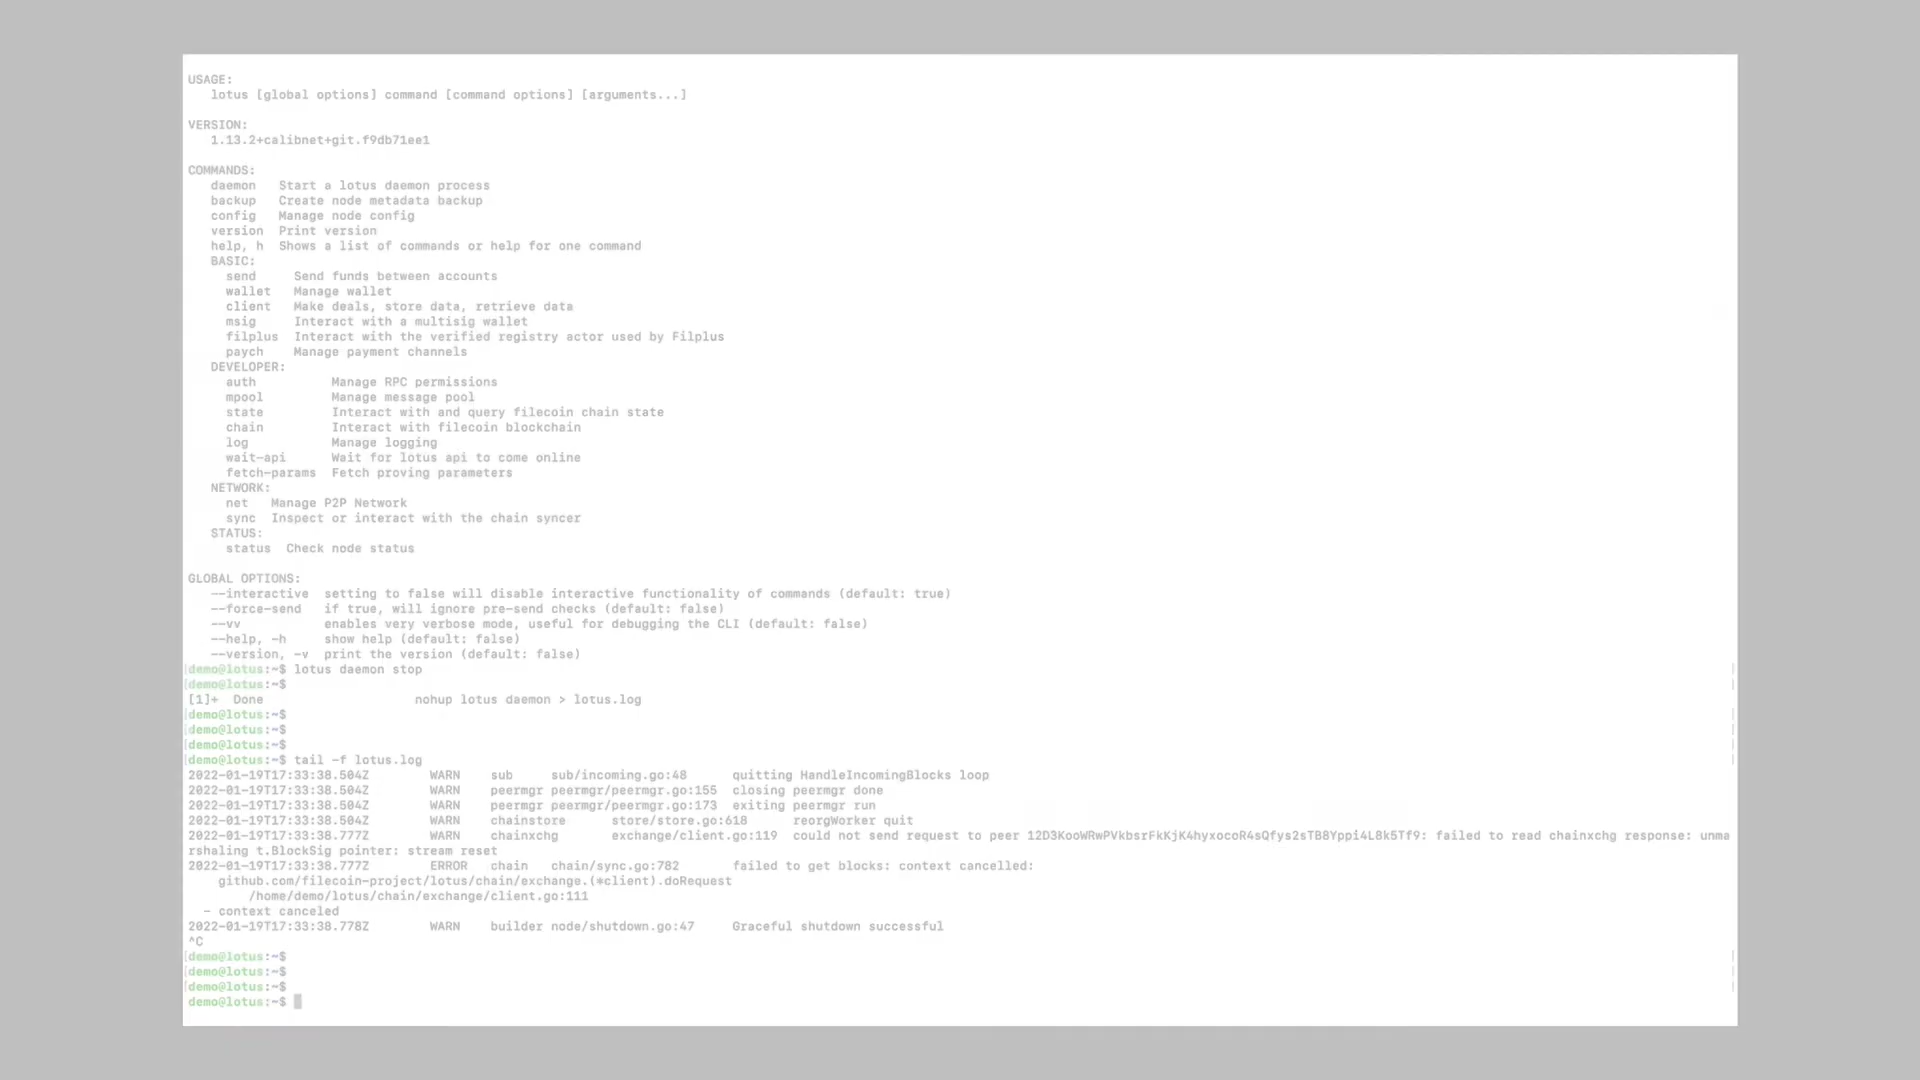 USAGE:
   lotus [global options] command [command options] [arguments...]
VERSION:
   1.13.2+calibnet+git.f9db71ee1
COMMANDS:
   daemon   Start a lotus daemon process
   backup   Create node metadata backup
   config   Manage node config
   version  Print version
   help, h  Shows a list of commands or help for one command
   BASIC:
     send     Send funds between accounts
     wallet   Manage wallet
     client   Make deals, store data, retrieve data
     msig     Interact with a multisig wallet
     filplus  Interact with the verified registry actor used by Filplus
     paych    Manage payment channels
   DEVELOPER:
     auth          Manage RPC permissions
     mpool         Manage message pool
     state         Interact with and query filecoin chain state
     chain         Interact with filecoin blockchain
     log           Manage logging
     wait-api      Wait for lotus api to come online
     fetch-params  Fetch proving parameters
   NETWORK:
     net   Manage P2P Network
     sync  Inspect or interact with the chain syncer
   STATUS:
     status  Check node status
GLOBAL OPTIONS:
   --interactive  setting to false will disable interactive functionality of commands (default: true)
   --force-send   if true, will ignore pre-send checks (default: false)
   --vv           enables very verbose mode, useful for debugging the CLI (default: false)
   --help, -h     show help (default: false)
   --version, -v  print the version (default: false)
[demo@lotus:~$ lotus daemon stop
[demo@lotus:~$
[1]+  Done                    nohup lotus daemon > lotus.log
[demo@lotus:~$
[demo@lotus:~$
[demo@lotus:~$
[demo@lotus:~$ tail -f lotus.log
2022-01-19T17:33:38.504Z        WARN    sub     sub/incoming.go:48      quitting HandleIncomingBlocks loop
2022-01-19T17:33:38.504Z        WARN    peermgr peermgr/peermgr.go:155  closing peermgr done
2022-01-19T17:33:38.504Z        WARN    peermgr peermgr/peermgr.go:173  exiting peermgr run
2022-01-19T17:33:38.504Z        WARN    chainstore      store/store.go:618      reorgWorker quit
2022-01-19T17:33:38.777Z        WARN    chainxchg       exchange/client.go:119  could not send request to peer 12D3KooWRwPVkbsrFkKjK4hyxocoR4sQfys2sTB8Yppi4L8k5Tf9: failed to read chainxchg response: unma
rshaling t.BlockSig pointer: stream reset
2022-01-19T17:33:38.777Z        ERROR   chain   chain/sync.go:782       failed to get blocks: context cancelled:
    github.com/filecoin-project/lotus/chain/exchange.(*client).doRequest
        /home/demo/lotus/chain/exchange/client.go:111
  - context canceled
2022-01-19T17:33:38.778Z        WARN    builder node/shutdown.go:47     Graceful shutdown successful
^C
[demo@lotus:~$
[demo@lotus:~$
[demo@lotus:~$
demo@lotus:~$